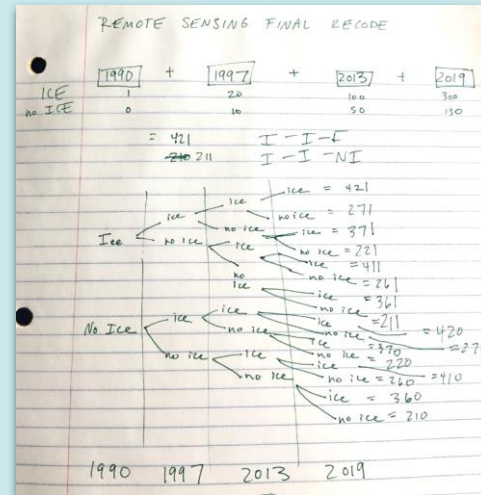 REMOTE SENSING FINAL RECODE
1990 + 1997 + 2013 + 2019
ICE 1 20 100 300
no ICE 0 10 50 150
= 421 I - I - I
210 211 I - I - NI
ice = 421
ice
no ice = 271
ice
no ice
ice = 371
Ice
no ice = 221
no ice
ice
ice = 411
no ice = 261
no ice
ice = 361
no ice = 211
No Ice
ice
ice
ice = 420
no ice = 270
no ice
ice = 370
no ice = 220
no ice
ice
ice = 410
no ice = 260
no ice
ice = 360
no ice = 210
1990 1997 2013 2019